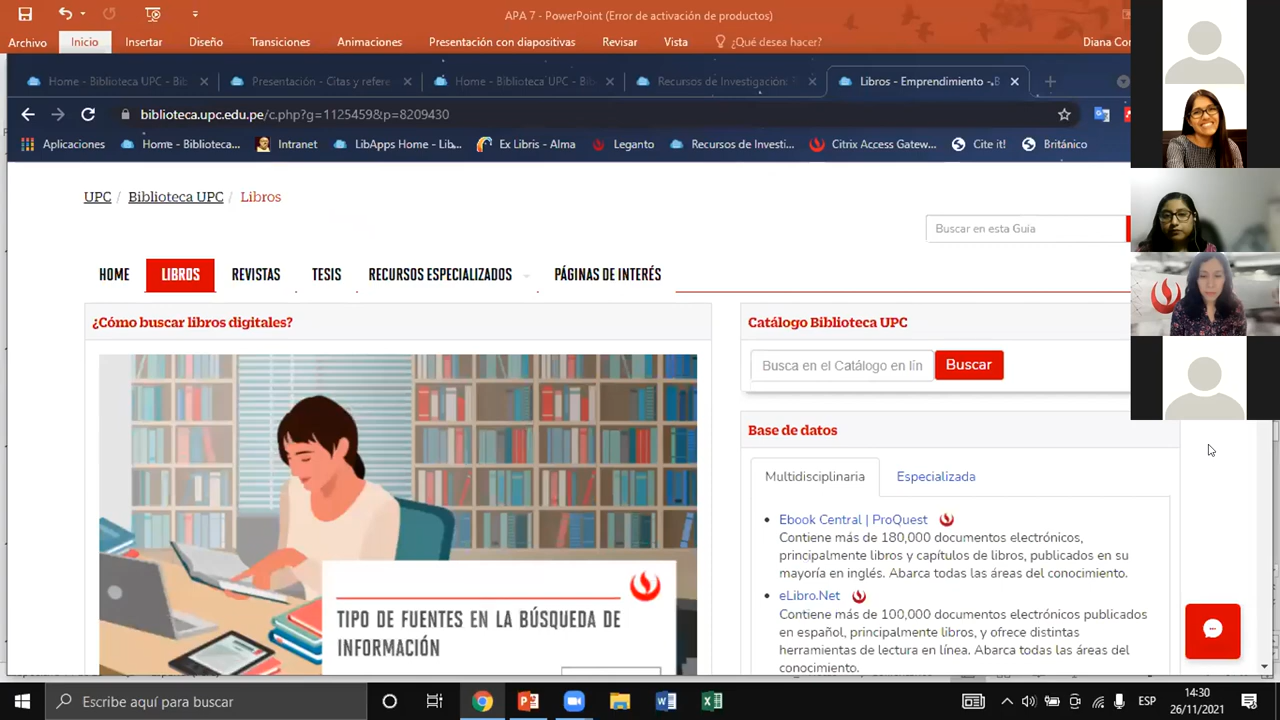 APA 7 - PowerPoint (Error de activación de productos)
Archivo Inicio Insertar Diseño Transiciones Animaciones Presentación con diapositivas Revisar Vista ¿Qué desea hacer? Diana Cor
Home - Biblioteca UPC - Bib Presentación - Citas y refere Home - Biblioteca UPC - Bib Recursos de Investigación: Libros - Emprendimiento - B
biblioteca.upc.edu.pe/c.php?g=1125459&p=8209430
Aplicaciones Home - Biblioteca... Intranet LibApps Home - Lib... Ex Libris - Alma Leganto Recursos de Investi... Citrix Access Gatew... Cite it! Británico
UPC / Biblioteca UPC / Libros
Buscar en esta Guía
HOME LIBROS REVISTAS TESIS RECURSOS ESPECIALIZADOS PÁGINAS DE INTERÉS
¿Cómo buscar libros digitales?
TIPO DE FUENTES EN LA BÚSQUEDA DE
INFORMACIÓN
Catálogo Biblioteca UPC
Busca en el Catálogo en lín Buscar
Base de datos
Multidisciplinaria Especializada
Ebook Central | ProQuest
Contiene más de 180,000 documentos electrónicos,
principalmente libros y capítulos de libros, publicados en su
mayoría en inglés. Abarca todas las áreas del conocimiento.
eLibro.Net
Contiene más de 100,000 documentos electrónicos publicados
en español, principalmente libros, y ofrece distintas
herramientas de lectura en línea. Abarca todas las áreas del
conocimiento.
Escribe aquí para buscar
ESP
14:30
26/11/2021